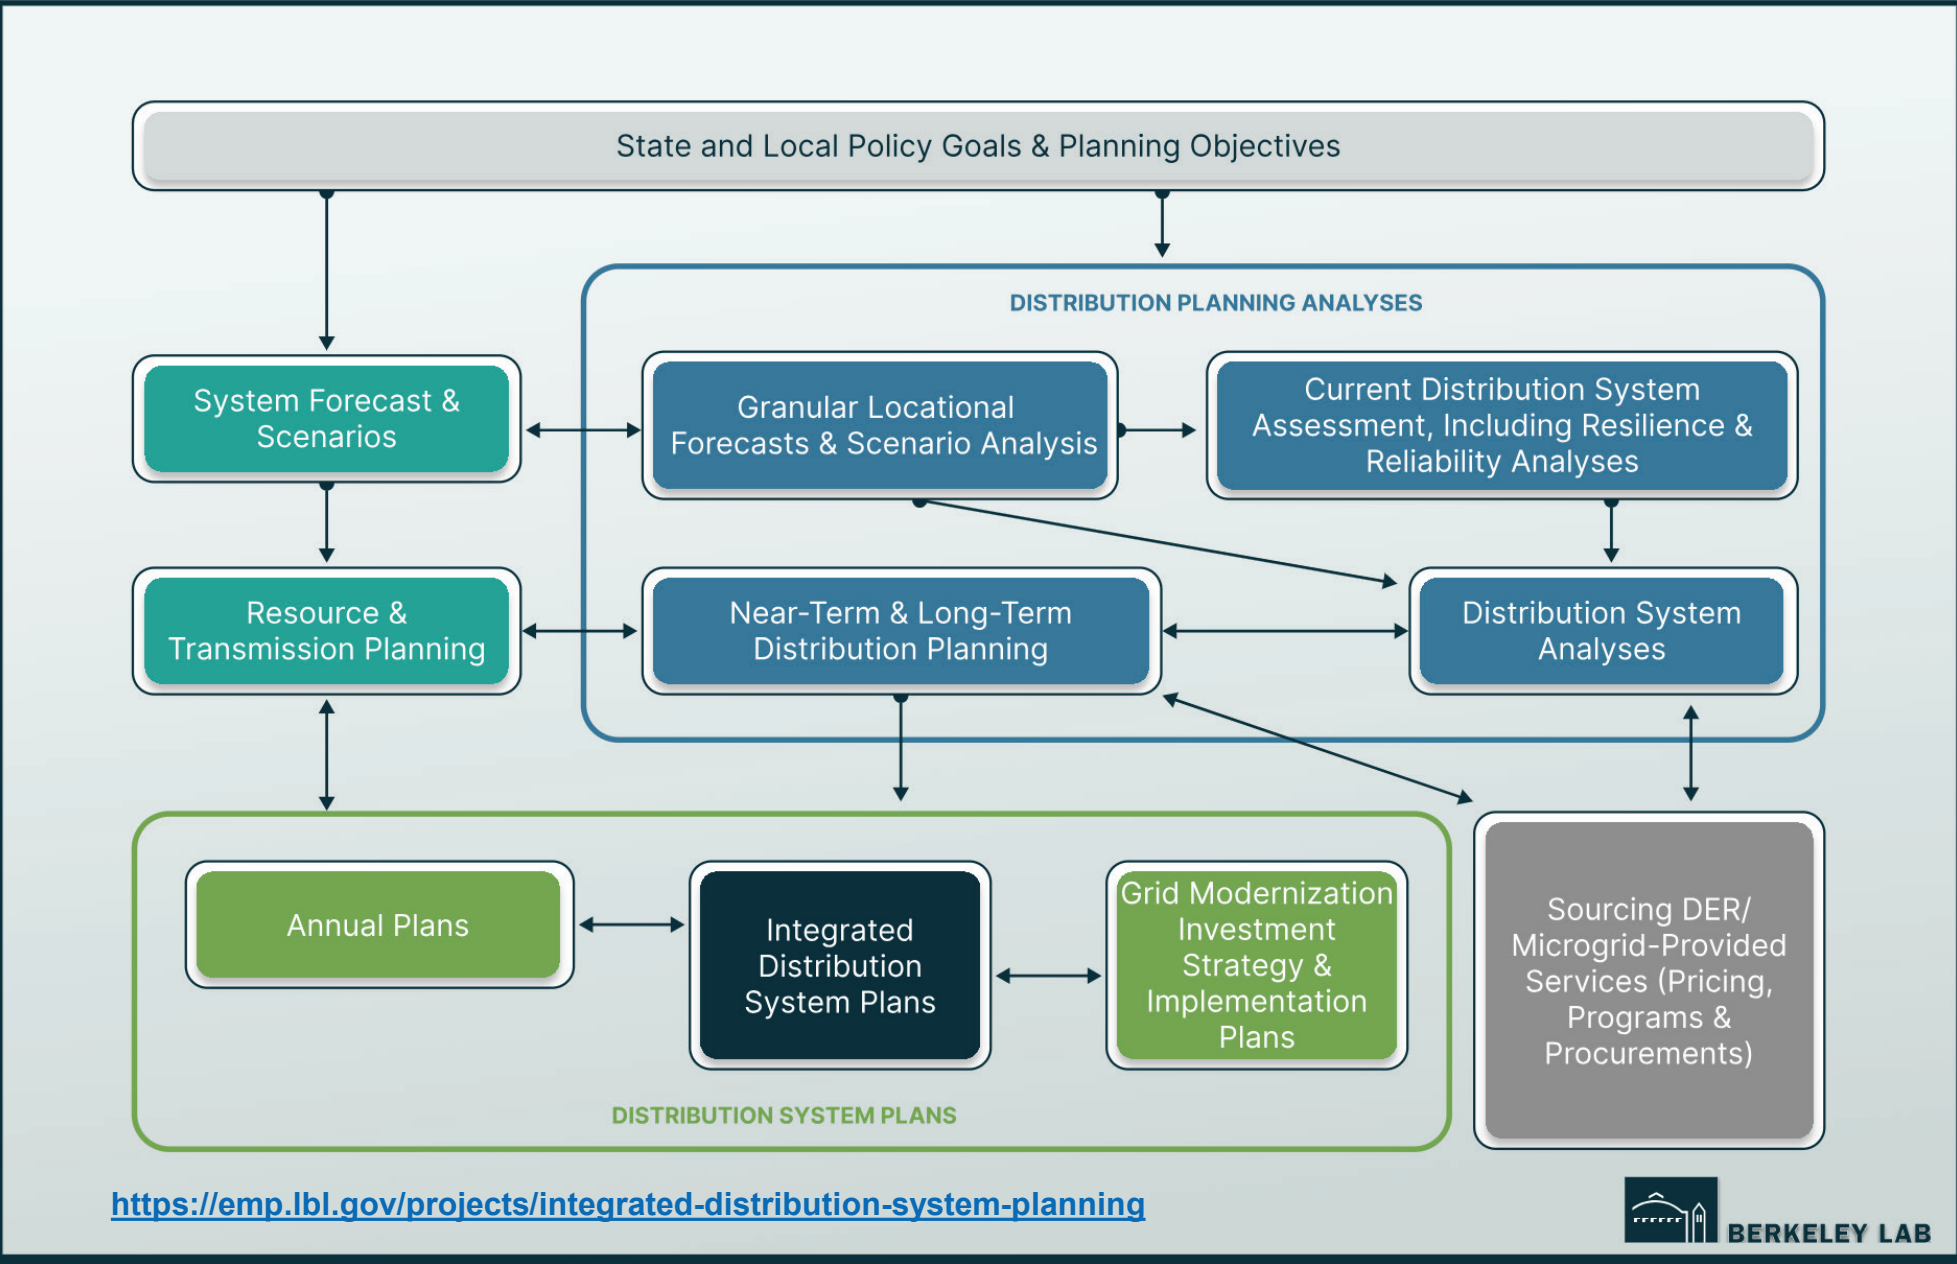 State and Local Policy Goals & Planning Objectives
DISTRIBUTION PLANNING ANALYSES
System Forecast &
Scenarios
Granular Locational
Forecasts & Scenario Analysis
Current Distribution System
Assessment, Including Resilience &
Reliability Analyses
Resource &
Transmission Planning
Near-Term & Long-Term
Distribution Planning
Distribution System
Analyses
Annual Plans
Integrated
Distribution
System Plans
Grid Modernization
Investment
Strategy &
Implementation
Plans
Sourcing DER/
Microgrid-Provided
Services (Pricing,
Programs &
Procurements)
DISTRIBUTION SYSTEM PLANS
https://emp.lbl.gov/projects/integrated-distribution-system-planning
BERKELEY LAB